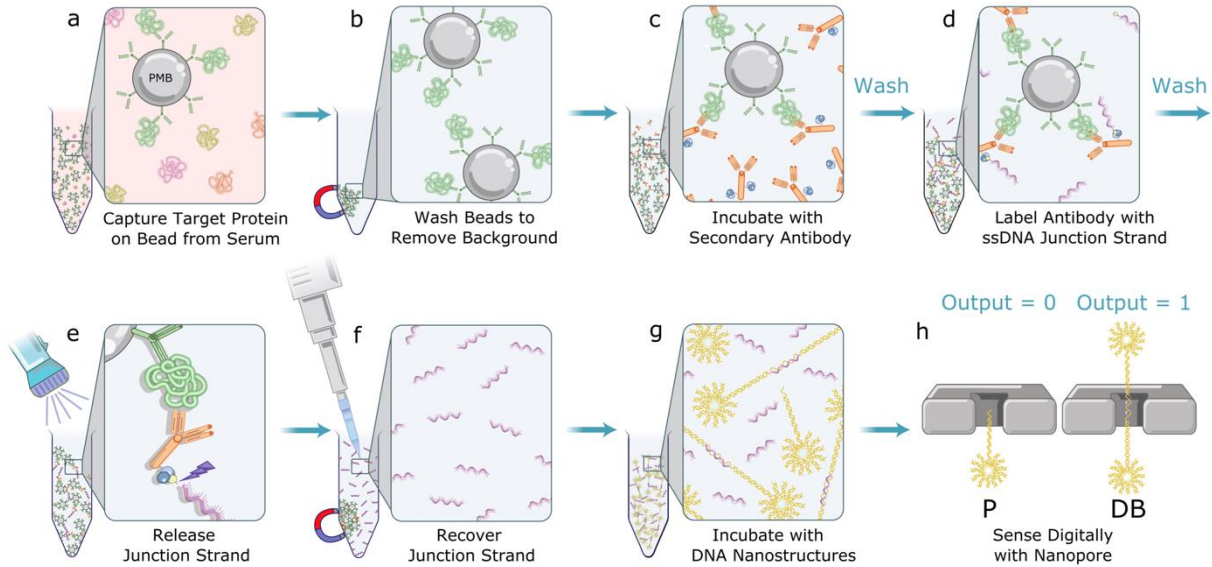 a
PMB
Capture Target Protein
on Bead from Serum
b
Wash Beads to
Remove Background
c
Incubate with
Secondary Antibody
Wash
d
Label Antibody with
ssDNA Junction Strand
Wash
e
Release
Junction Strand
f
Recover
Junction Strand
g
Incubate with
DNA Nanostructures
Output = 0 Output = 1
h
P DB
Sense Digitally
with Nanopore